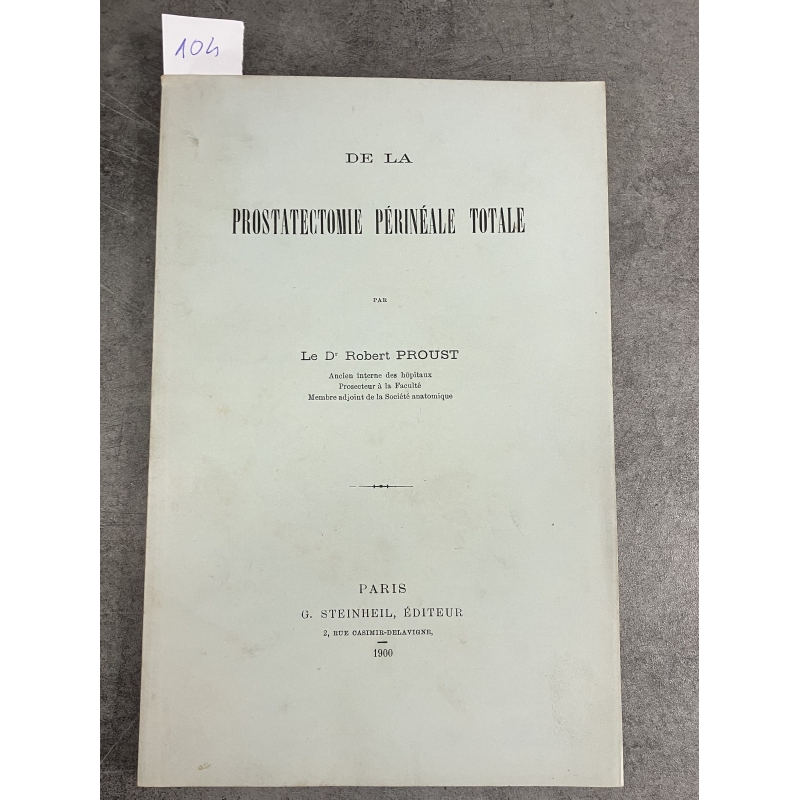 104
DE LA
PROSTATECTOMIE PÉRINÉALE TOTALE
PAR
Le Dr Robert PROUST
Ancien interne des hôpitaux
Prosecteur à la Faculté
Membre adjoint de la Société anatomique
PARIS
G. STEINHEIL, ÉDITEUR
2, RUE CASIMIR-DELAVIGNE,
1900